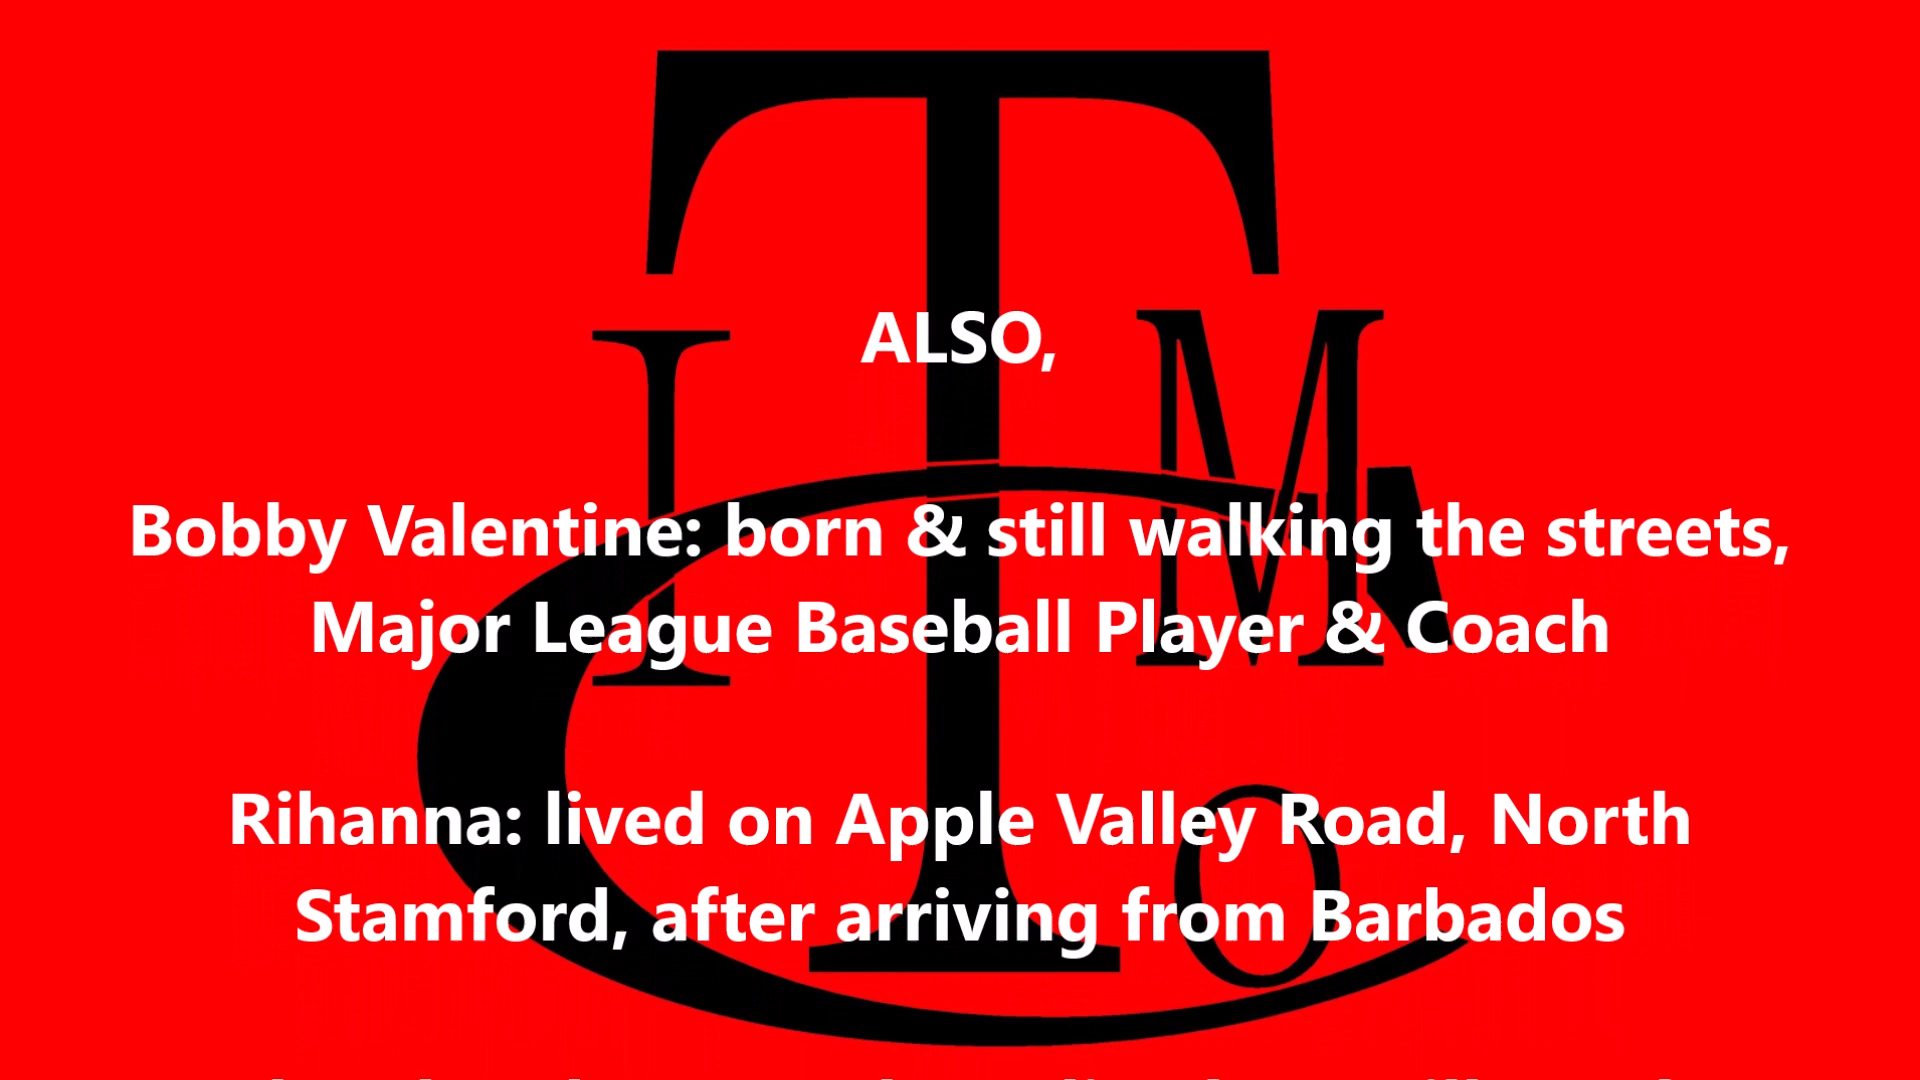 ALSO,
Bobby Valentine: born & still walking the streets,
Major League Baseball Player & Coach
Rihanna: lived on Apple Valley Road, North
Stamford, after arriving from Barbados
T
I M
C
o